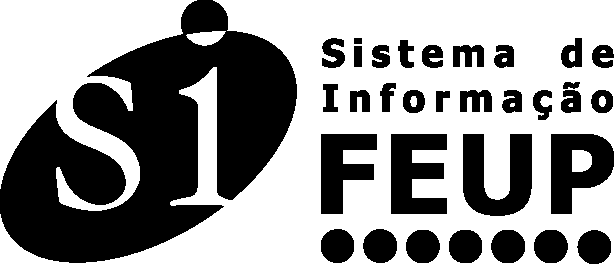 Si
Sistema de
Informação
FEUP